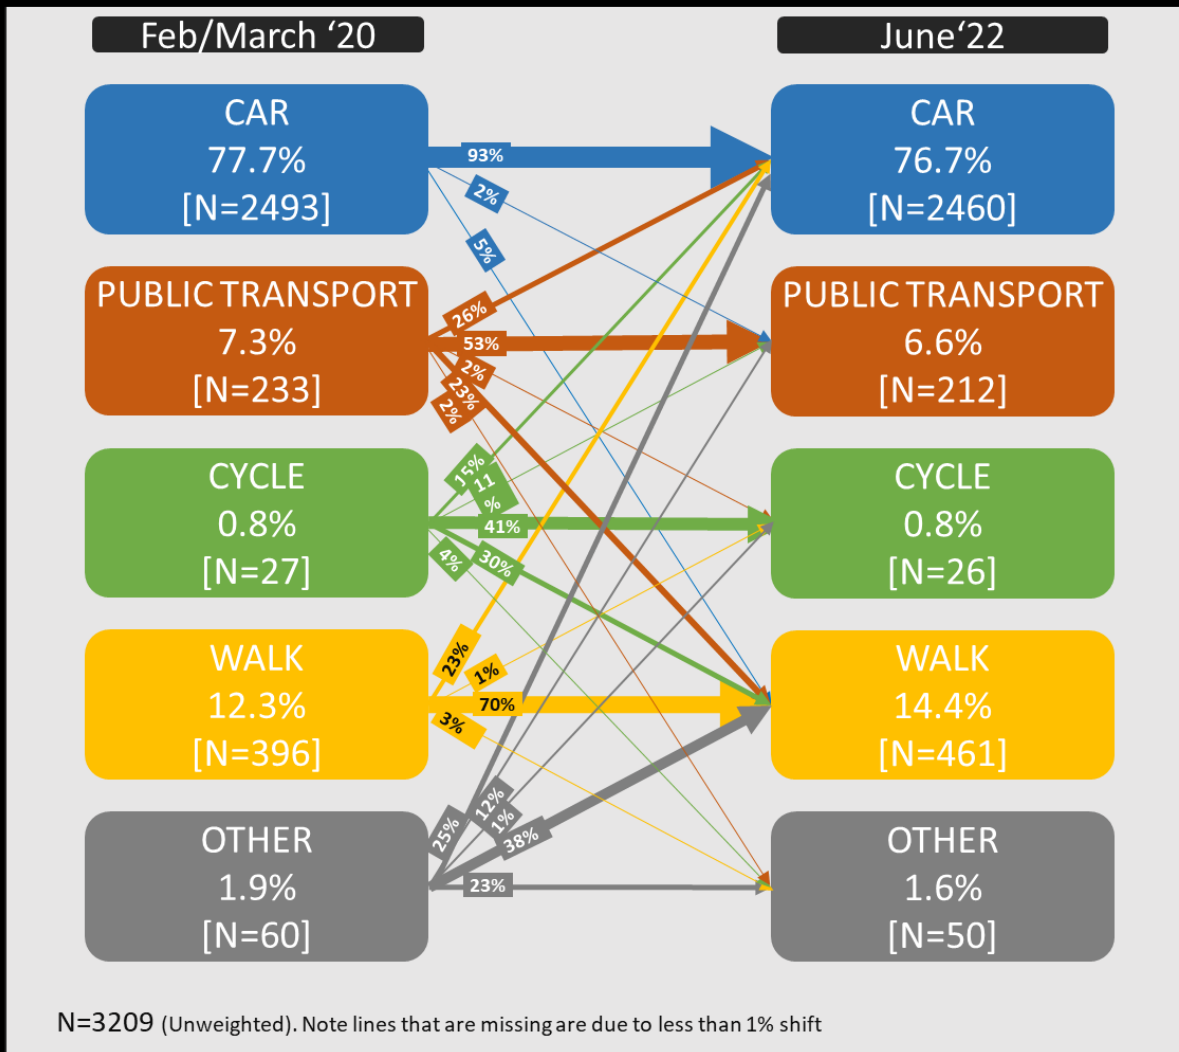 Feb/March ‘20
June‘22
CAR
77.7%
[N=2493]
93%
2%
5%
CAR
76.7%
[N=2460]
PUBLIC TRANSPORT
7.3%
[N=233]
26%
53%
2%
23%
2%
PUBLIC TRANSPORT
6.6%
[N=212]
CYCLE
0.8%
[N=27]
15%
11
%
41%
30%
4%
CYCLE
0.8%
[N=26]
WALK
12.3%
[N=396]
23%
1%
70%
3%
WALK
14.4%
[N=461]
OTHER
1.9%
[N=60]
25%
12%
1%
38%
23%
OTHER
1.6%
[N=50]
N=3209 (Unweighted). Note lines that are missing are due to less than 1% shift